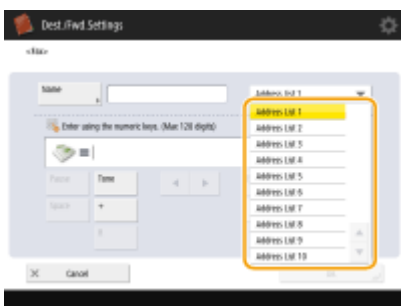 Dest./Fwd. Settings
<Fax>
Name
Address List 1
Enter using the numeric keys. (Max 120 digits)
Address List 1
Address List 2
Address List 3
Address List 4
Address List 5
Address List 6
Address List 7
Address List 8
Address List 9
Address List 10
Pause
Tone
Space
+
R
Cancel
OK